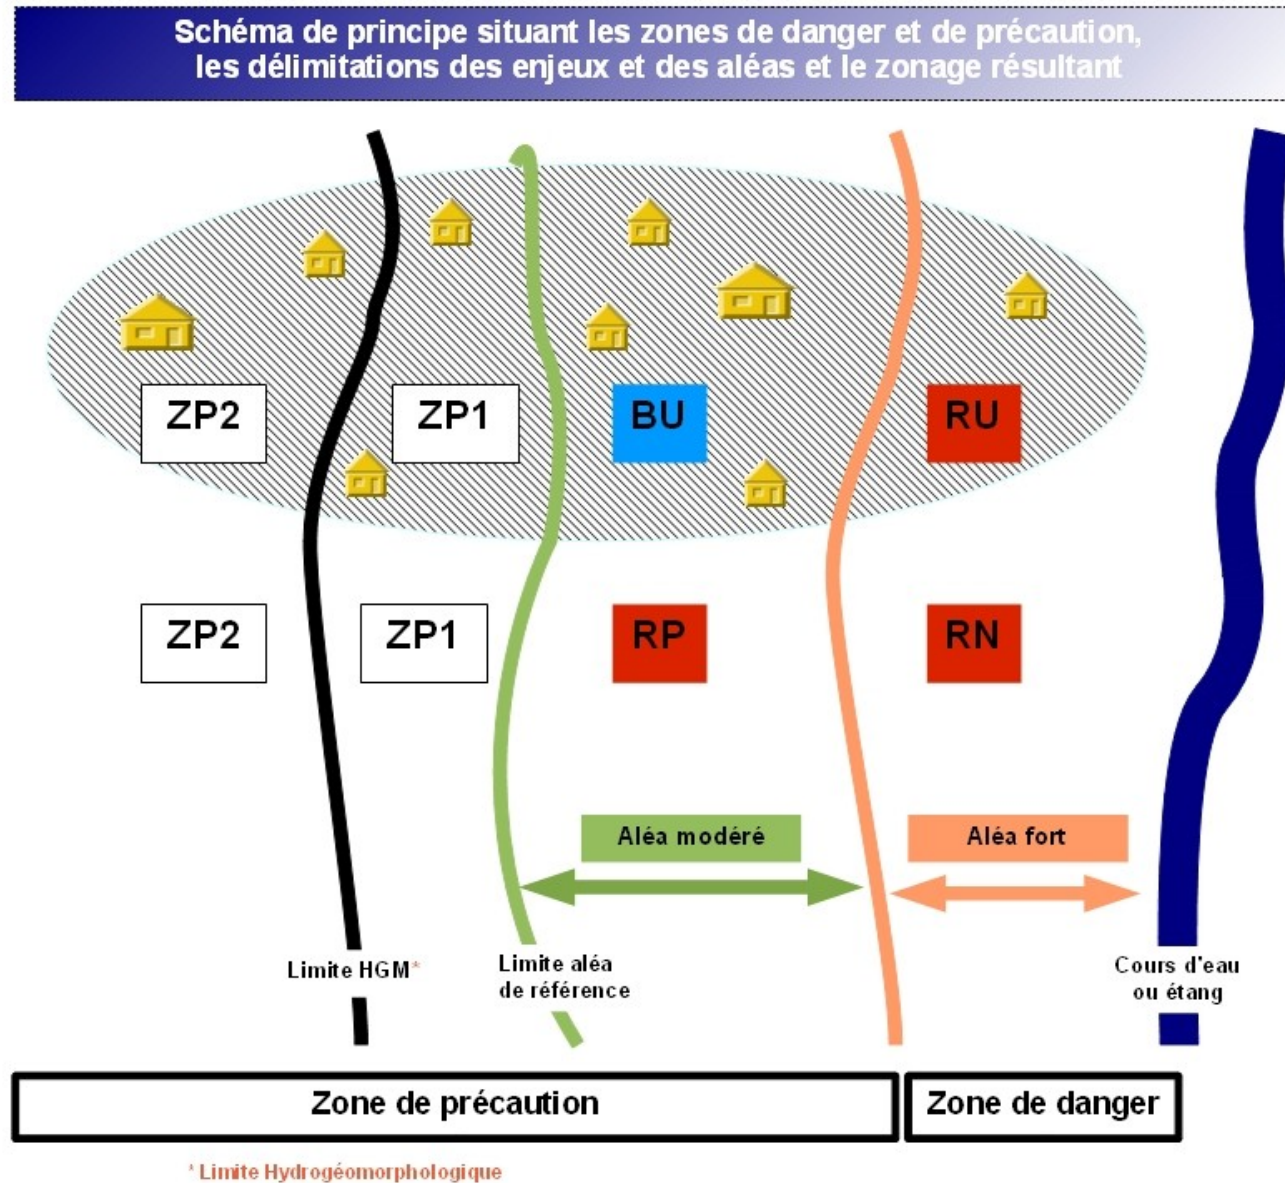 Schéma de principe situant les zones de danger et de précaution,
les délimitations des enjeux et des aléas et le zonage résultant
ZP2
ZP1
BU
RU
ZP2
ZP1
RP
RN
Aléa modéré
Aléa fort
Limite HGM*
Limite aléa
de référence
Cours d'eau
ou étang
Zone de précaution
Zone de danger
* Limite Hydrogéomorphologique